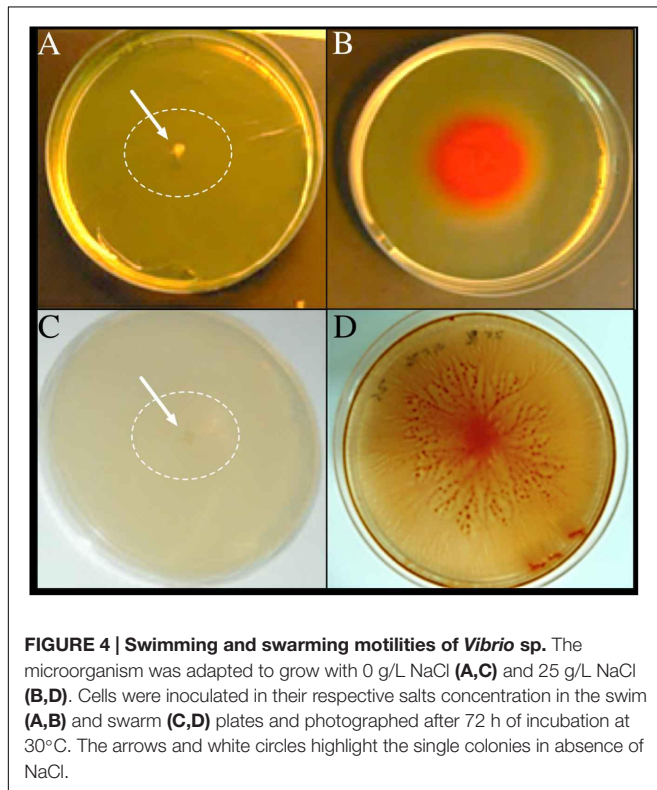 A
B
C
D
FIGURE 4 | Swimming and swarming motilities of Vibrio sp. The
microorganism was adapted to grow with 0 g/L NaCl (A,C) and 25 g/L NaCl
(B,D). Cells were inoculated in their respective salts concentration in the swim
(A,B) and swarm (C,D) plates and photographed after 72 h of incubation at
30°C. The arrows and white circles highlight the single colonies in absence of
NaCl.